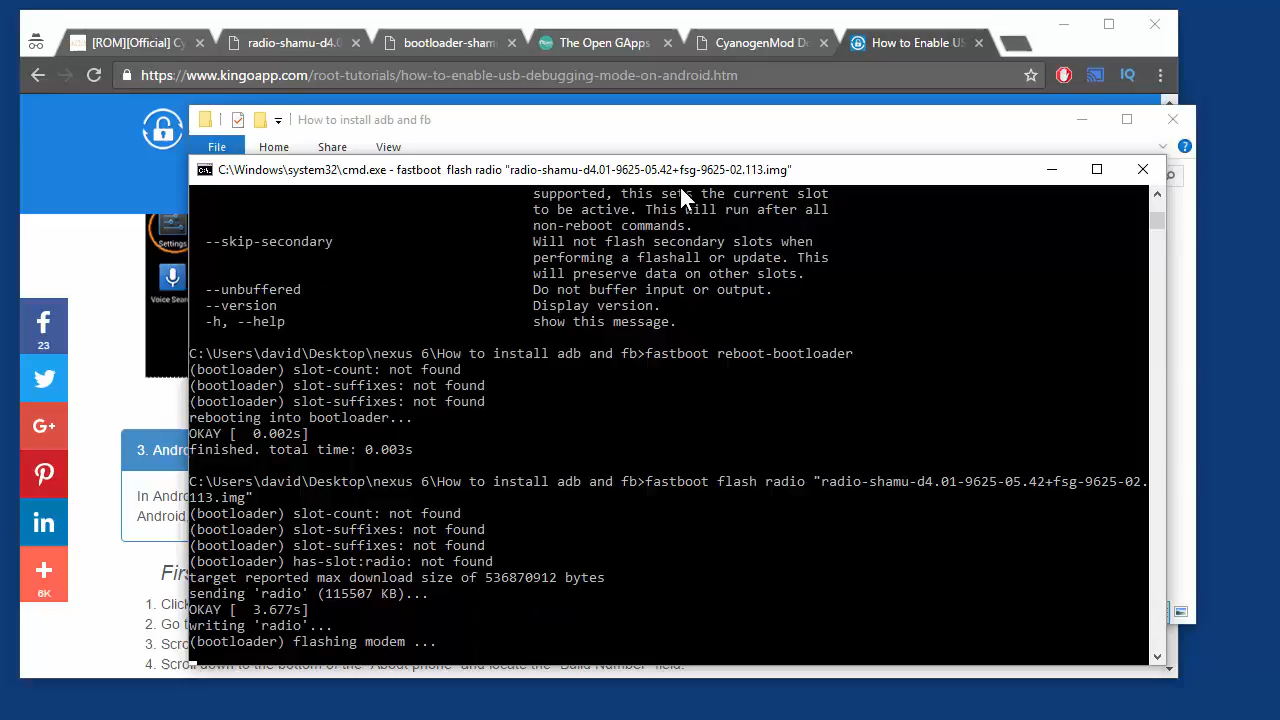 [ROM][Official] Cy
radio-shamu-d4.0
bootloader-sham
The Open GApps
CyanogenMod Do
How to Enable US
https://www.kingoapp.com/root-tutorials/how-to-enable-usb-debugging-mode-on-android.htm
IQ
How to install adb and fb
File Home Share View
C:\Windows\system32\cmd.exe - fastboot flash radio "radio-shamu-d4.01-9625-05.42+fsg-9625-02.113.img"
supported, this sets the current slot
to be active. This will run after all
non-reboot commands.
--skip-secondary Will not flash secondary slots when
performing a flashall or update. This
will preserve data on other slots.
--unbuffered Do not buffer input or output.
--version Display version.
-h, --help show this message.
C:\Users\david\Desktop\nexus 6\How to install adb and fb>fastboot reboot-bootloader
(bootloader) slot-count: not found
(bootloader) slot-suffixes: not found
(bootloader) slot-suffixes: not found
rebooting into bootloader...
OKAY [ 0.002s]
finished. total time: 0.003s
C:\Users\david\Desktop\nexus 6\How to install adb and fb>fastboot flash radio "radio-shamu-d4.01-9625-05.42+fsg-9625-02.
113.img"
(bootloader) slot-count: not found
(bootloader) slot-suffixes: not found
(bootloader) slot-suffixes: not found
(bootloader) has-slot:radio: not found
target reported max download size of 536870912 bytes
sending 'radio' (115507 KB)...
OKAY [ 3.677s]
writing 'radio'...
(bootloader) flashing modem ...
Settings
Voice Sear
23
6K
3. Andro
In Andro
Android,
Firs
1. Click
2. Go t
3. Scro
4. Scroll down to the bottom of the "About phone" and locate the "Build Number" field.